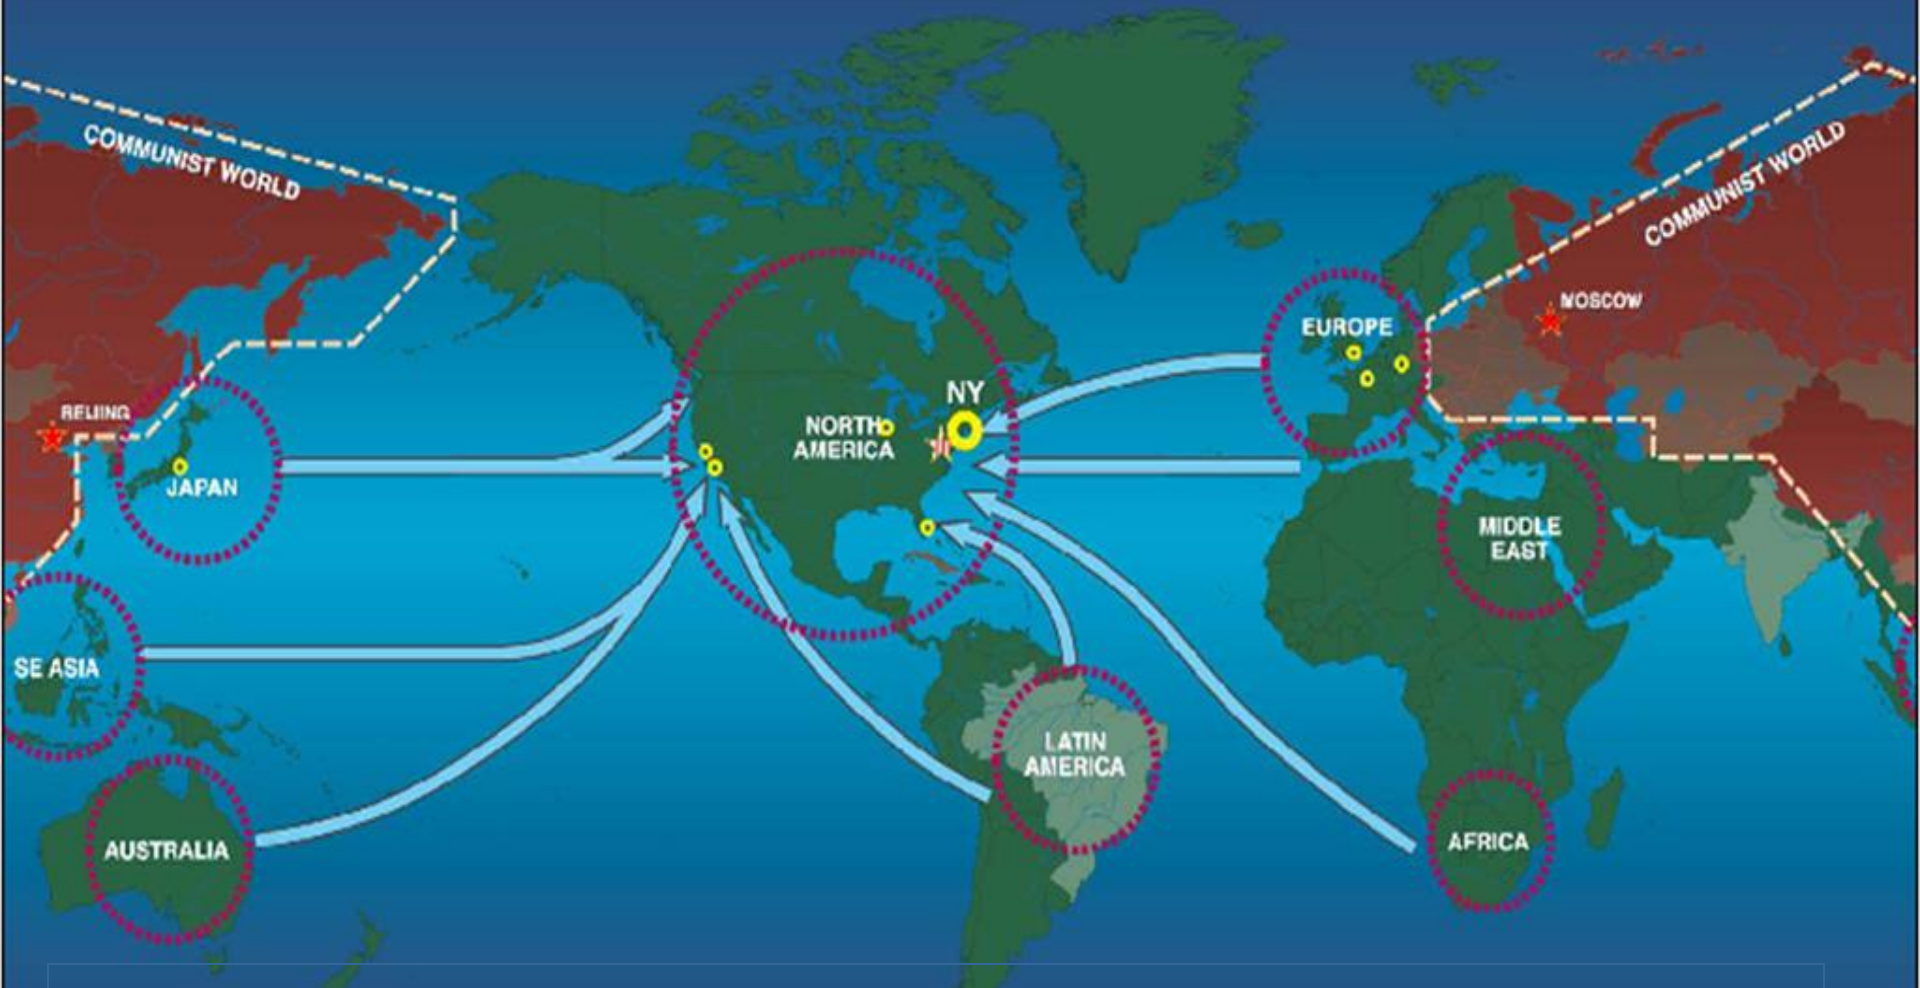 COMMUNIST WORLD
COMMUNIST WORLD
MOSCOW
EUROPE
NY
BEIJING
NORTH
AMERICA
JAPAN
MIDDLE
EAST
SE ASIA
LATIN
AMERICA
AUSTRALIA
AFRICA